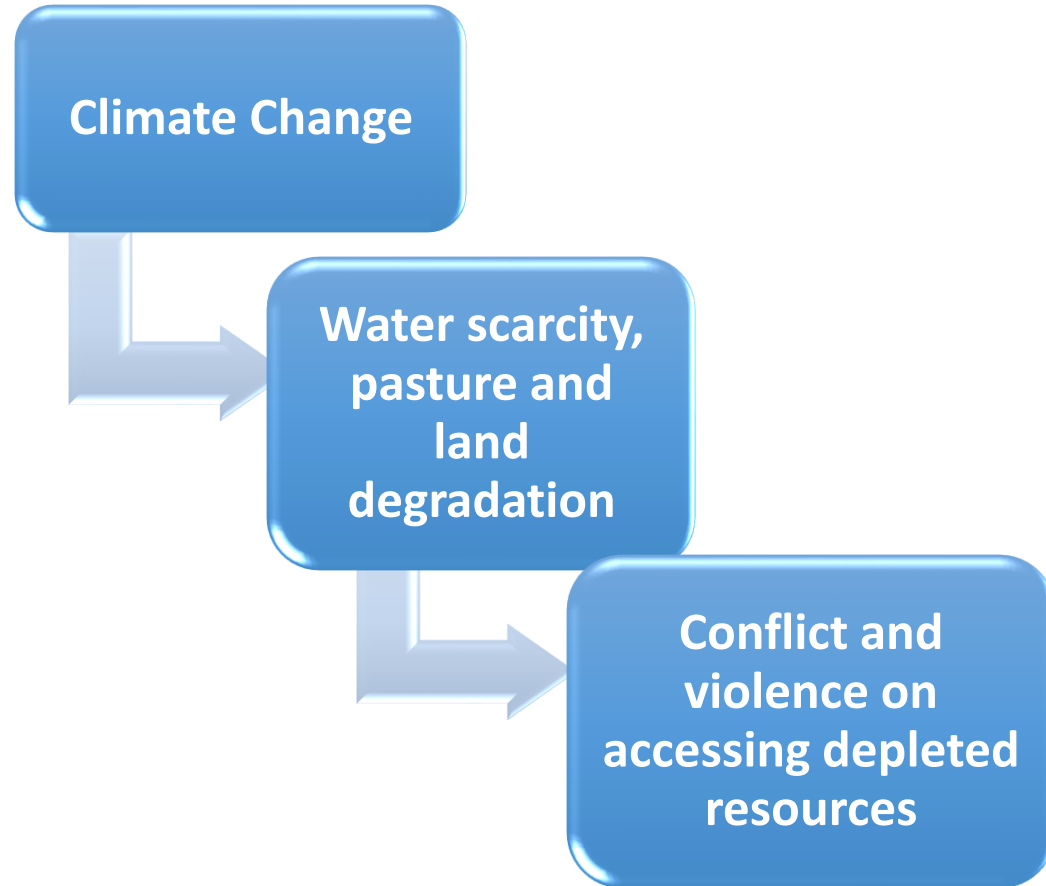 Climate Change
Water scarcity,
pasture and
land
degradation
Conflict and
violence on
accessing depleted
resources